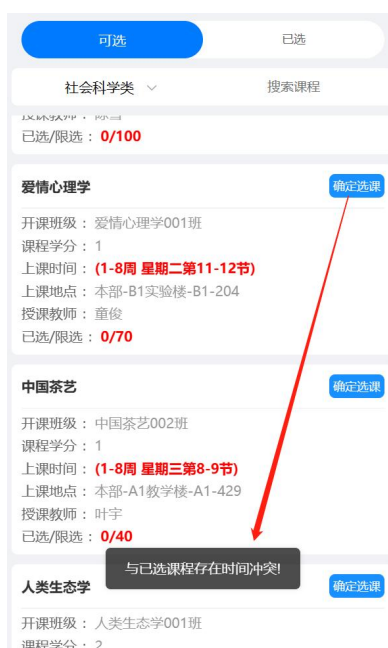 可选
已选
社会科学类
搜索课程
已选/限选：0/100
爱情心理学
确定选课
开课班级：爱情心理学001班
课程学分：1
上课时间：(1-8周 星期二第11-12节)
上课地点：本部-B1实验楼-B1-204
授课教师：童俊
已选/限选：0/70
中国茶艺
确定选课
开课班级：中国茶艺002班
课程学分：1
上课时间：(1-8周 星期三第8-9节)
上课地点：本部-A1教学楼-A1-429
授课教师：叶宇
已选/限选：0/40
与已选课程存在时间冲突!
人类生态学
确定选课
开课班级：人类生态学001班
课程学分：2